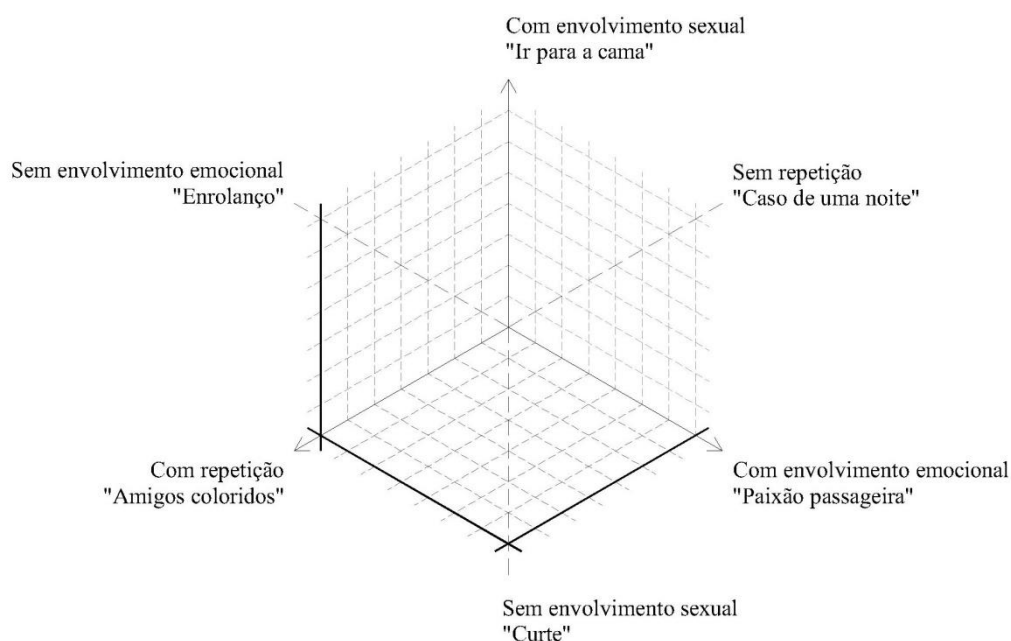 Com envolvimento sexual
"Ir para a cama"
Sem envolvimento emocional
"Enrolanço"
Sem repetição
"Caso de uma noite"
Com repetição
"Amigos coloridos"
Com envolvimento emocional
"Paixão passageira"
Sem envolvimento sexual
"Curte"